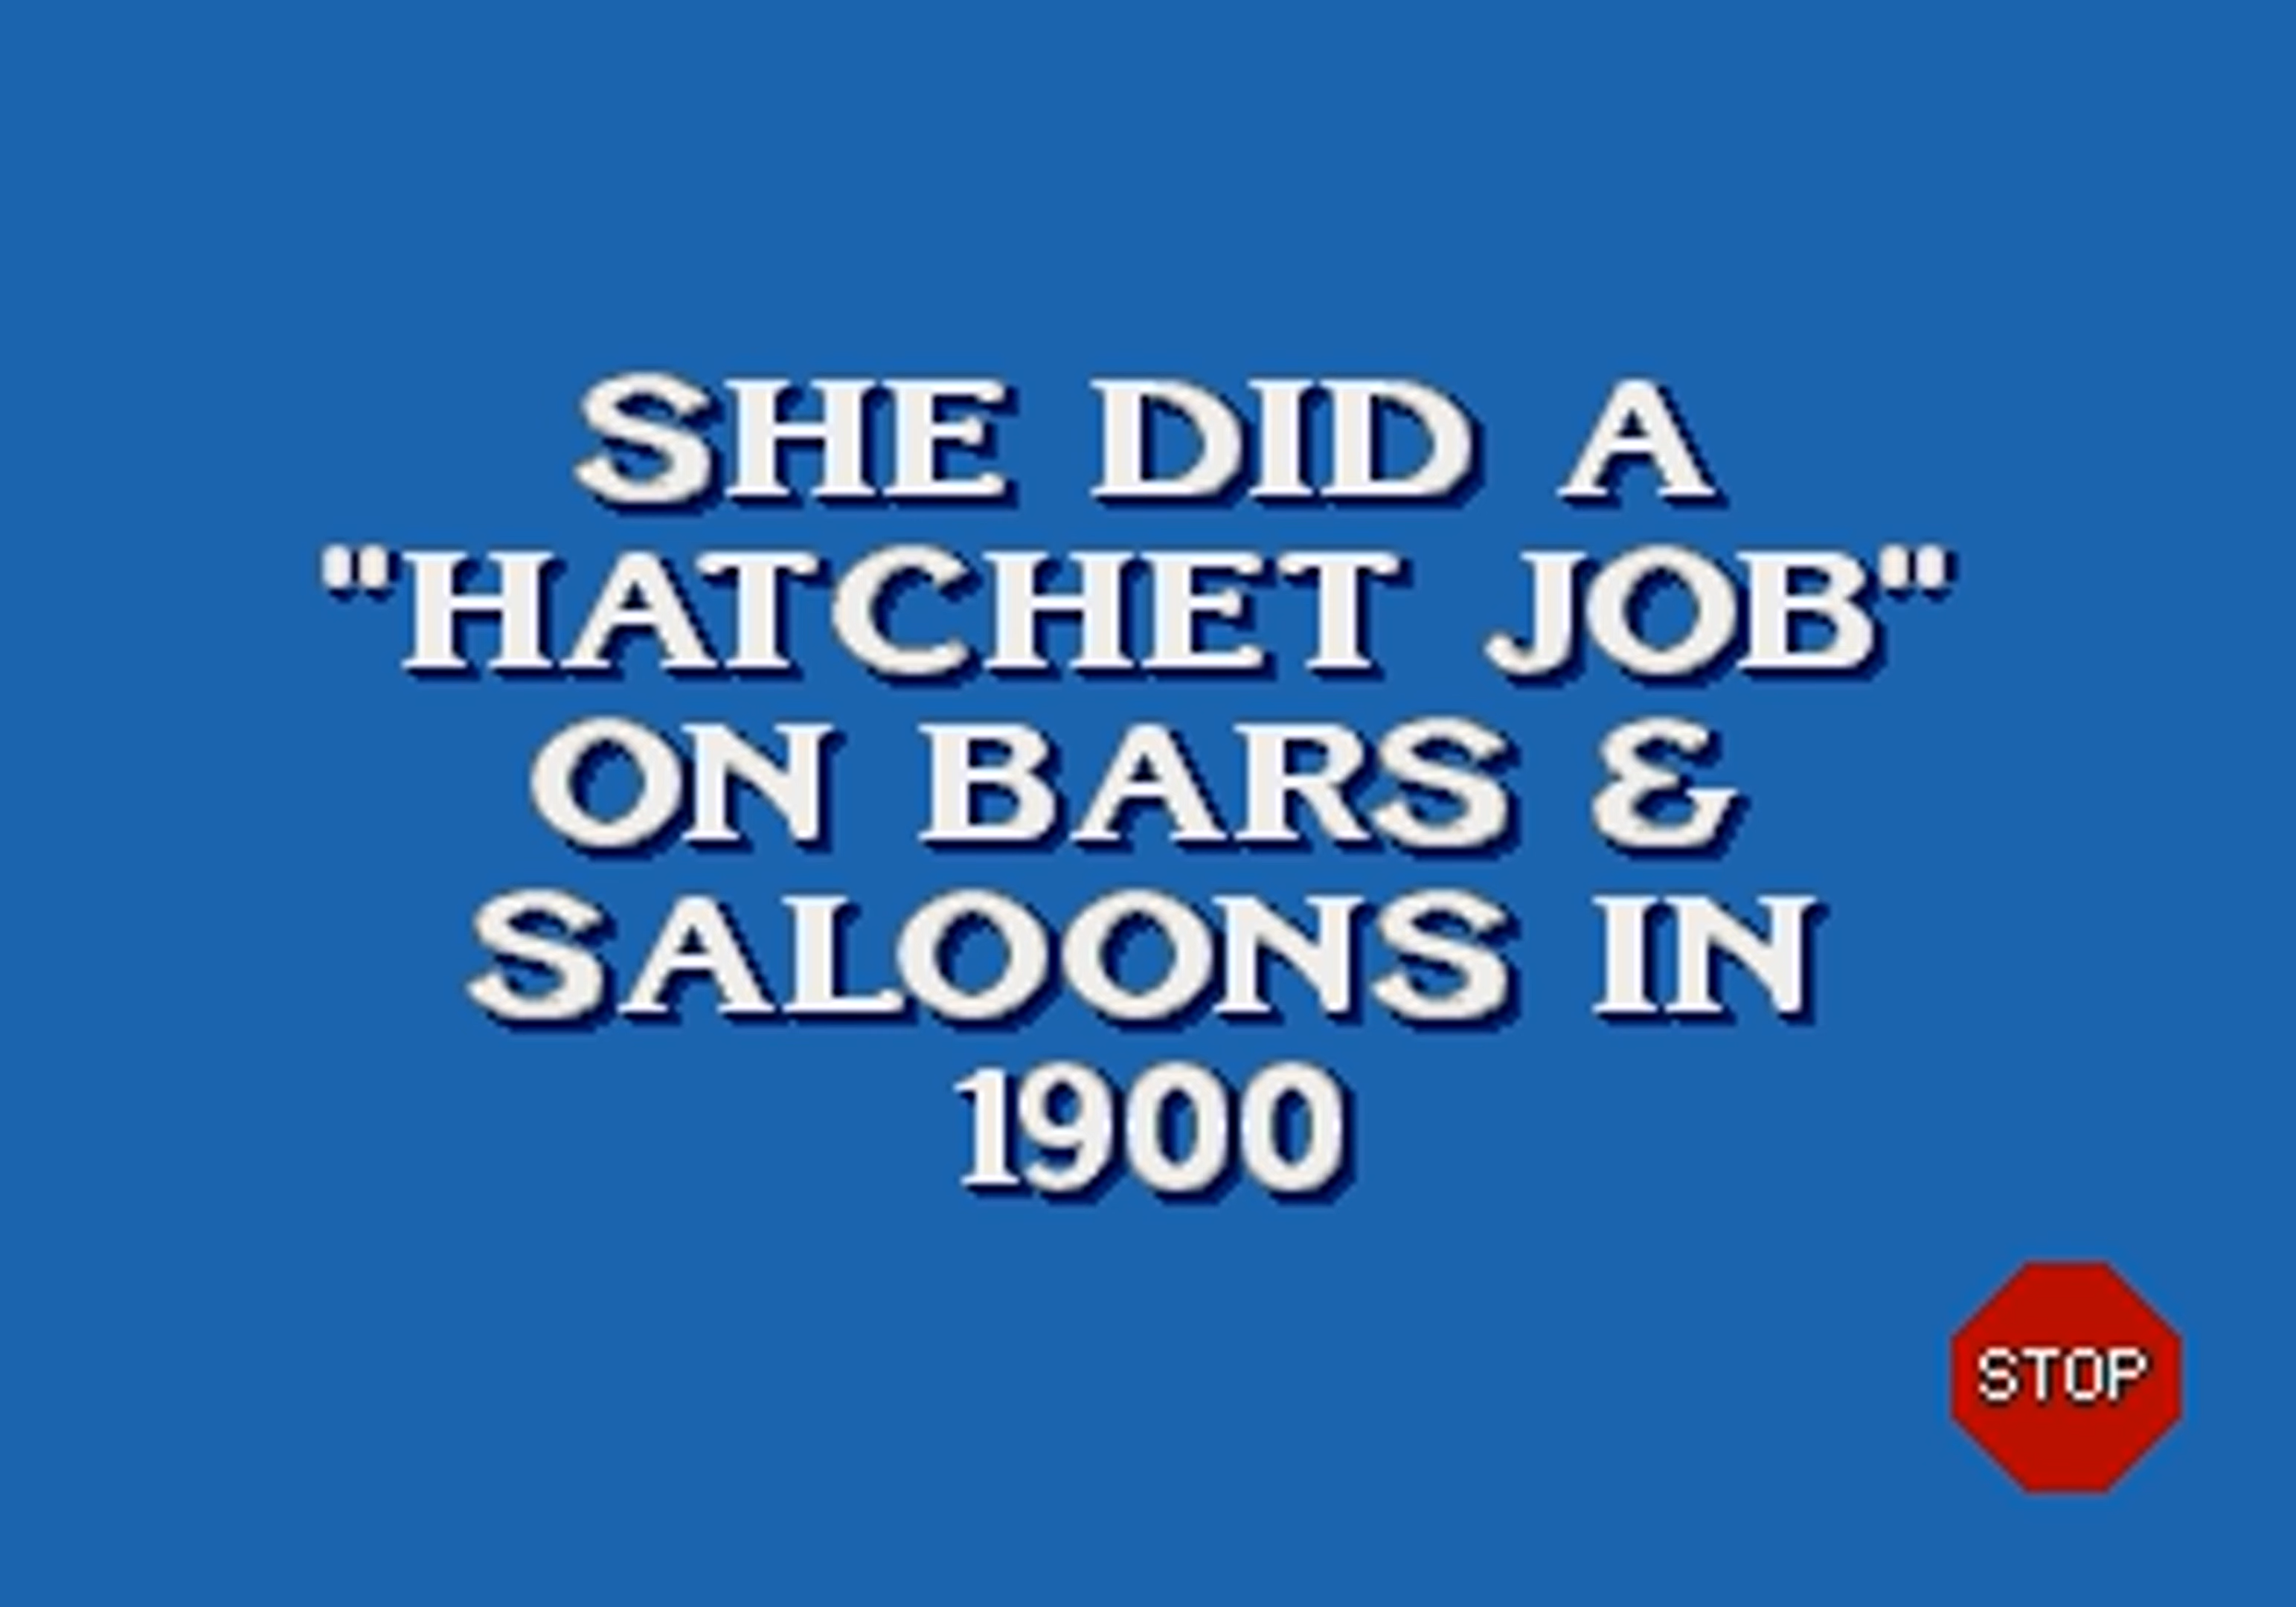 SHE DID A
"HATCHET JOB"
ON BARS &
SALOONS IN
1900
STOP